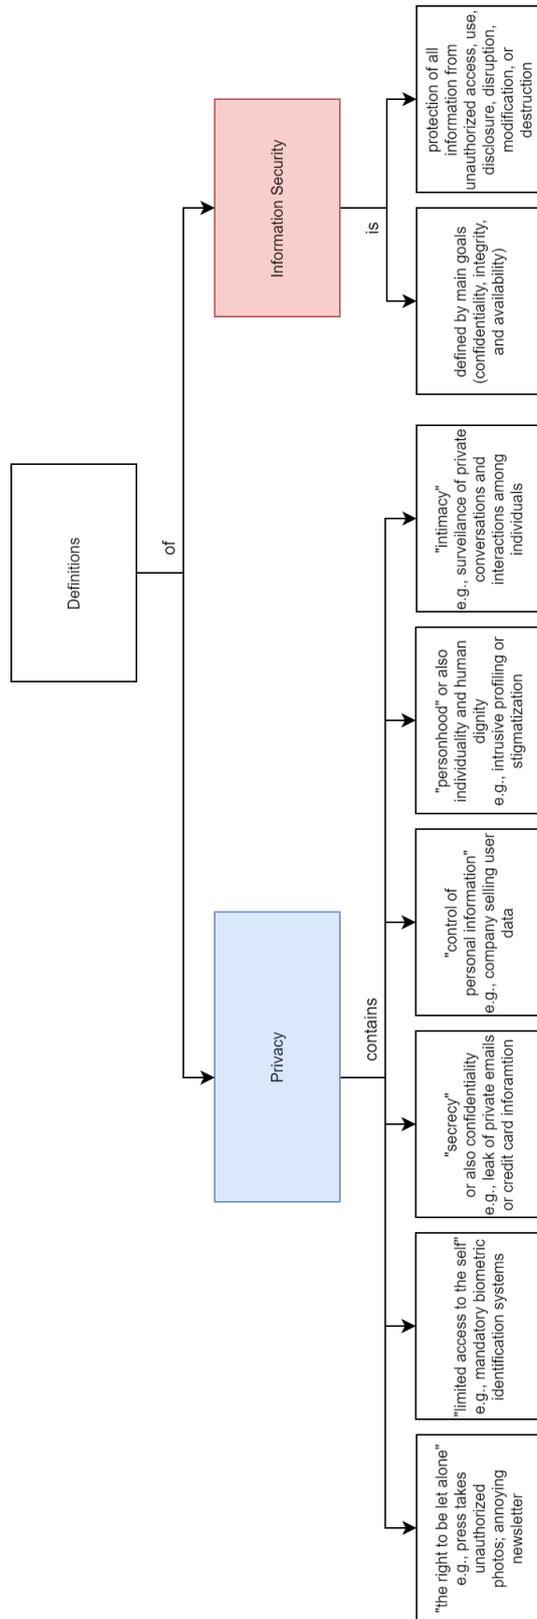 Definitions
of
Privacy
Information Security
contains
is
"the right to be let alone"
e.g., press takes
unauthorized
photos; annoying
newsletter
"limited access to the self"
e.g., mandatory biometric
identification systems
"secrecy"
or also confidentiality
e.g., leak of private emails
or credit card inforamtion
"control of
personal information"
e.g., company selling user
data
"personhood" or also
individuality and human
dignity
e.g., intrusive profiling or
stigmatization
"intimacy"
e.g., surveilance of private
conversations and
interactions among
individuals
defined by main goals
(confidentiality, integrity,
and availability)
protection of all
information from
unauthorized access, use,
disclosure, disruption,
modification, or
destruction